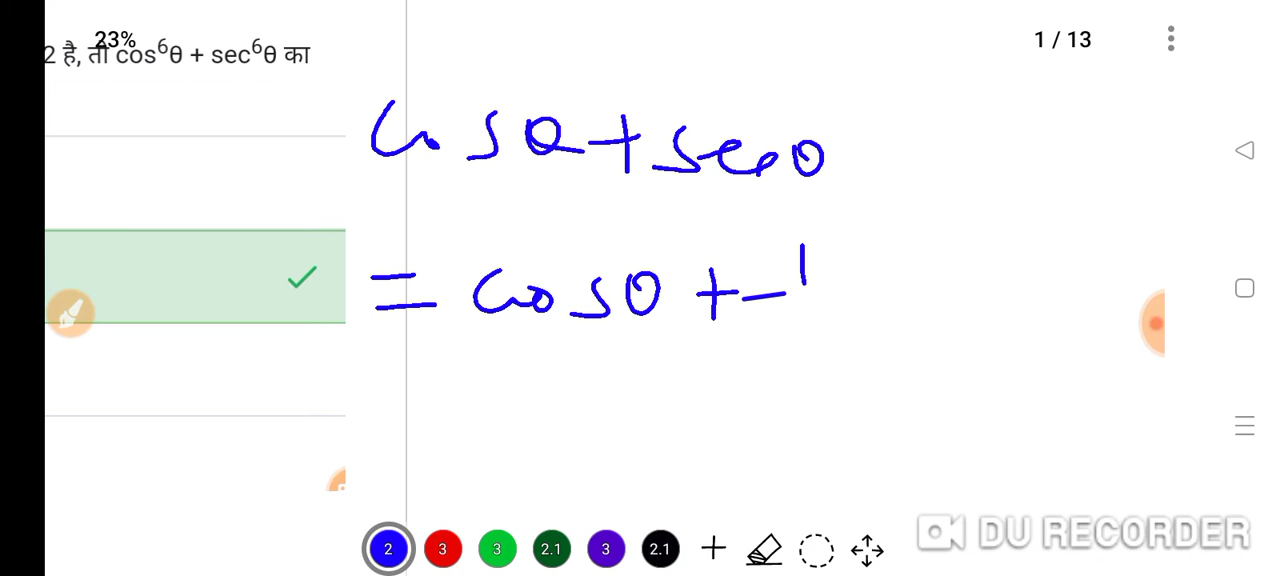 23%
1 / 13
2 है, तो cos⁶θ + sec⁶θ का
cosθ + secθ
= cosθ + 1
2 3 3 2.1 3 2.1
DU RECORDER